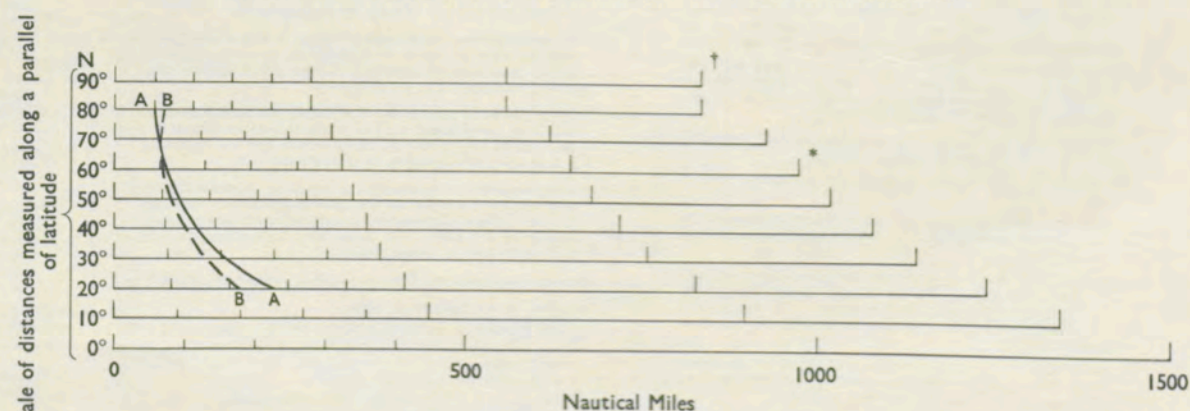 ale of distances measured along a parallel
of latitude
N
†
90°
A B
80°
70°
*
60°
50°
40°
30°
20°
B A
10°
0°
0 500 1000 1500
Nautical Miles